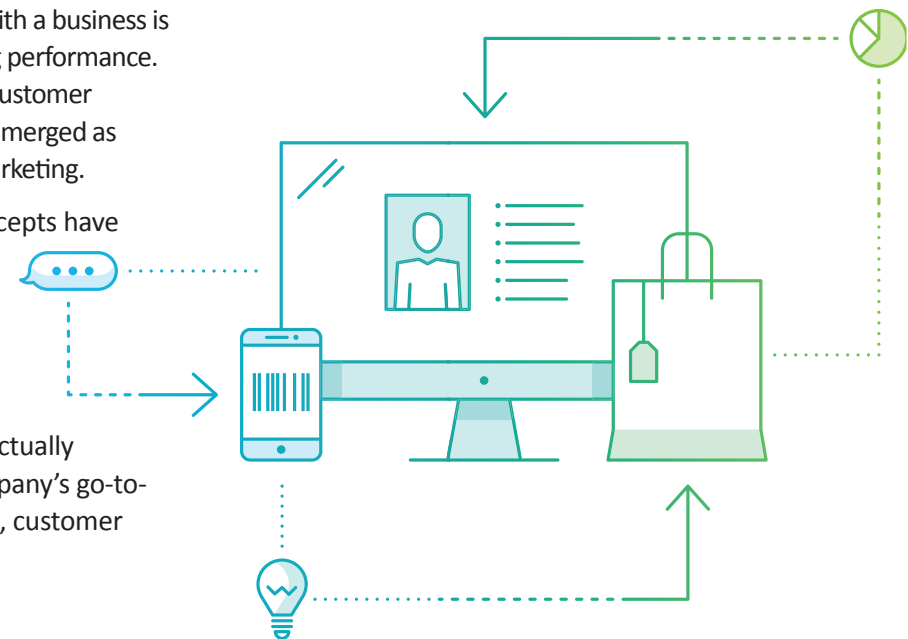 ith a business is
g performance.
ustomer
merged as
rketing.
cepts have
ctually
pany's go-to-
, customer